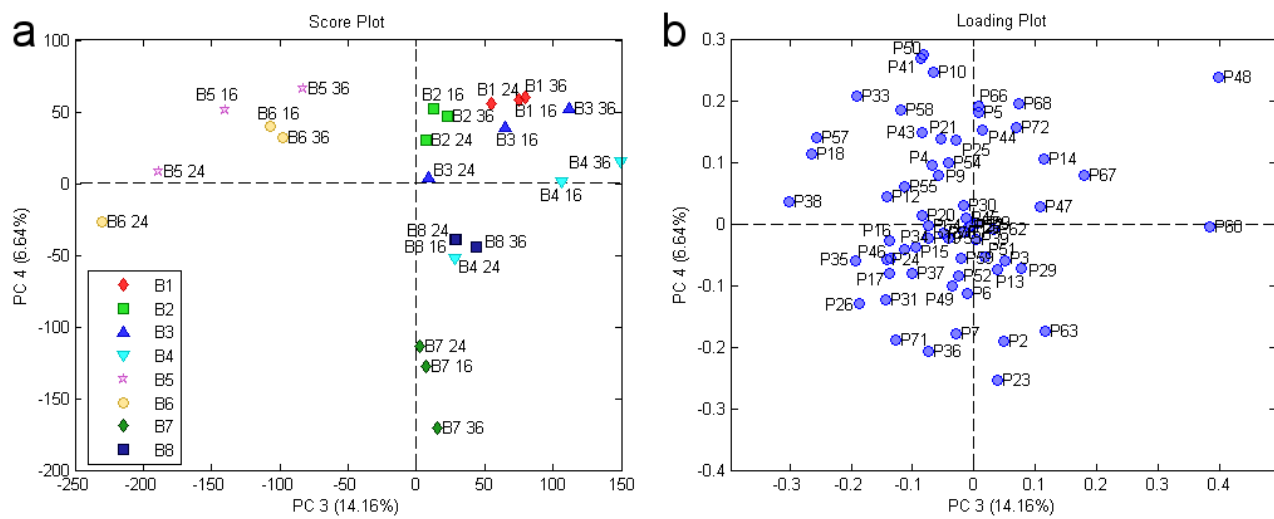 a
Score Plot
100
50
0
-50
-100
-150
-200
-250
-200
-150
-100
-50
0
50
100
150
PC 4 (6.64%)
PC 3 (14.16%)
B5 16
B5 36
B6 16
B6 36
B5 24
B6 24
B1 24
B1 36
B2 16
B1 16
B2 36
B3 36
B3 16
B2 24
B3 24
B4 36
B4 16
B8 24
B8 16
B8 36
B4 24
B7 24
B7 16
B7 36
B1
B2
B3
B4
B5
B6
B7
B8
b
Loading Plot
0.3
0.2
0.1
0
-0.1
-0.2
-0.3
-0.4
-0.3
-0.2
-0.1
0
0.1
0.2
0.3
0.4
0.5
PC 4 (6.64%)
PC 3 (14.16%)
P50
P41
P10
P48
P33
P58
P66
P5
P68
P43
P21
P44
P72
P57
P18
P25
P4
P54
P14
P9
P67
P55
P12
P38
P30
P47
P20
P60
P16
P34
P62
P39
P46
P24
P15
P51
P35
P59
P3
P29
P17
P37
P52
P13
P26
P31
P49
P6
P71
P7
P36
P2
P63
P23